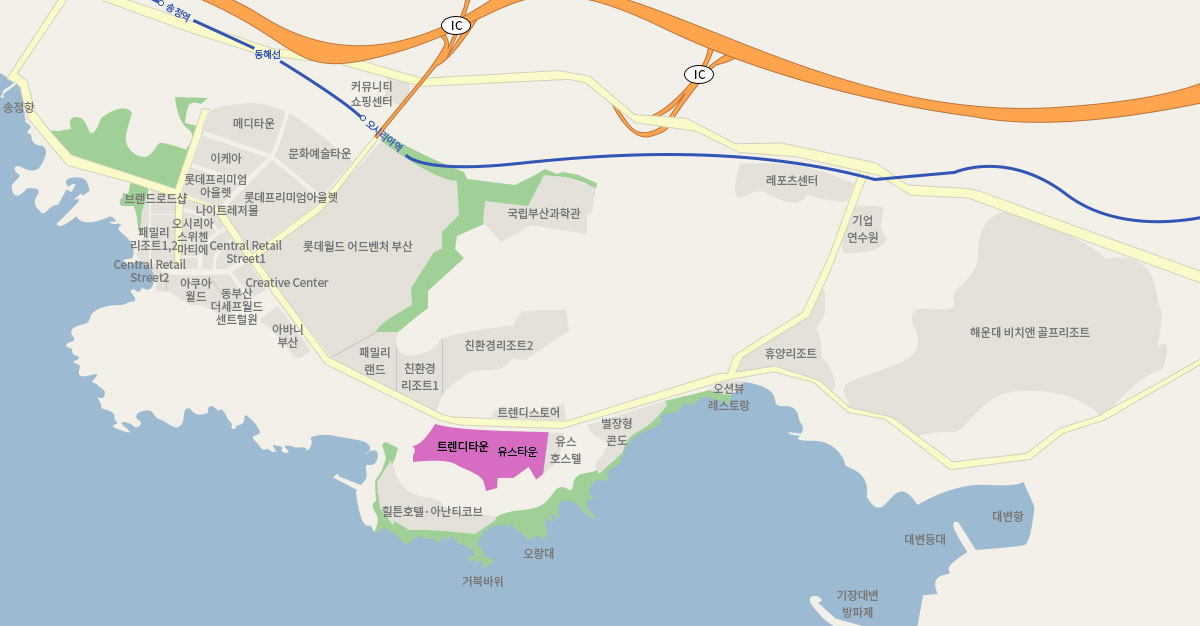 송정역
IC
동해선
IC
커뮤니티
쇼핑센터
송정항
메디타운
오시리아역
이케아
문화예술타운
롯데프리미엄
아울렛
롯데프리미엄아울렛
레포츠센터
브랜드로드샵
나이트레저몰
국립부산과학관
오시리아
스위첸
마티에
기업
연수원
패밀리
리조트1,2
Central Retail
Street1
롯데월드 어드벤처 부산
Central Retail
Street2
아쿠아
월드
Creative Center
동부산
더세프월드
센트럴원
아바니
부산
해운대 비치앤 골프리조트
친환경리조트2
패밀리
랜드
친환경
리조트1
휴양리조트
오션뷰
레스토랑
트렌디스토어
별장형
콘도
트렌디타운
유스타운
유스
호스텔
힐튼호텔·아난티코브
대변항
대변등대
오랑대
거북바위
기장대변
방파제